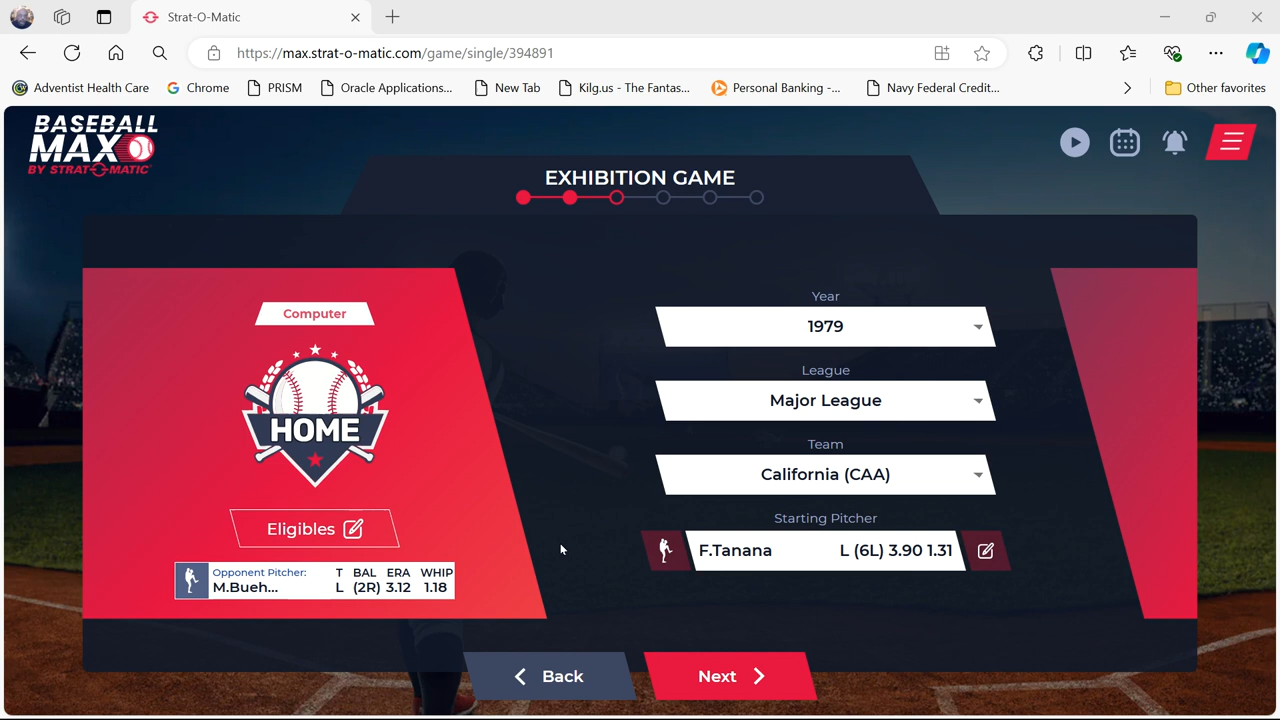 Strat-O-Matic
https://max.strat-o-matic.com/game/single/394891
Adventist Health Care
Chrome
PRISM
Oracle Applications...
New Tab
Kilg.us - The Fantas...
Personal Banking -...
Navy Federal Credit...
Other favorites
BASEBALL
MAX
BY STRAT-O-MATIC
EXHIBITION GAME
Computer
HOME
Eligibles
Opponent Pitcher: T BAL ERA WHIP
M.Bueh... L (2R) 3.12 1.18
Year
1979
League
Major League
Team
California (CAA)
Starting Pitcher
F.Tanana L (6L) 3.90 1.31
Back
Next